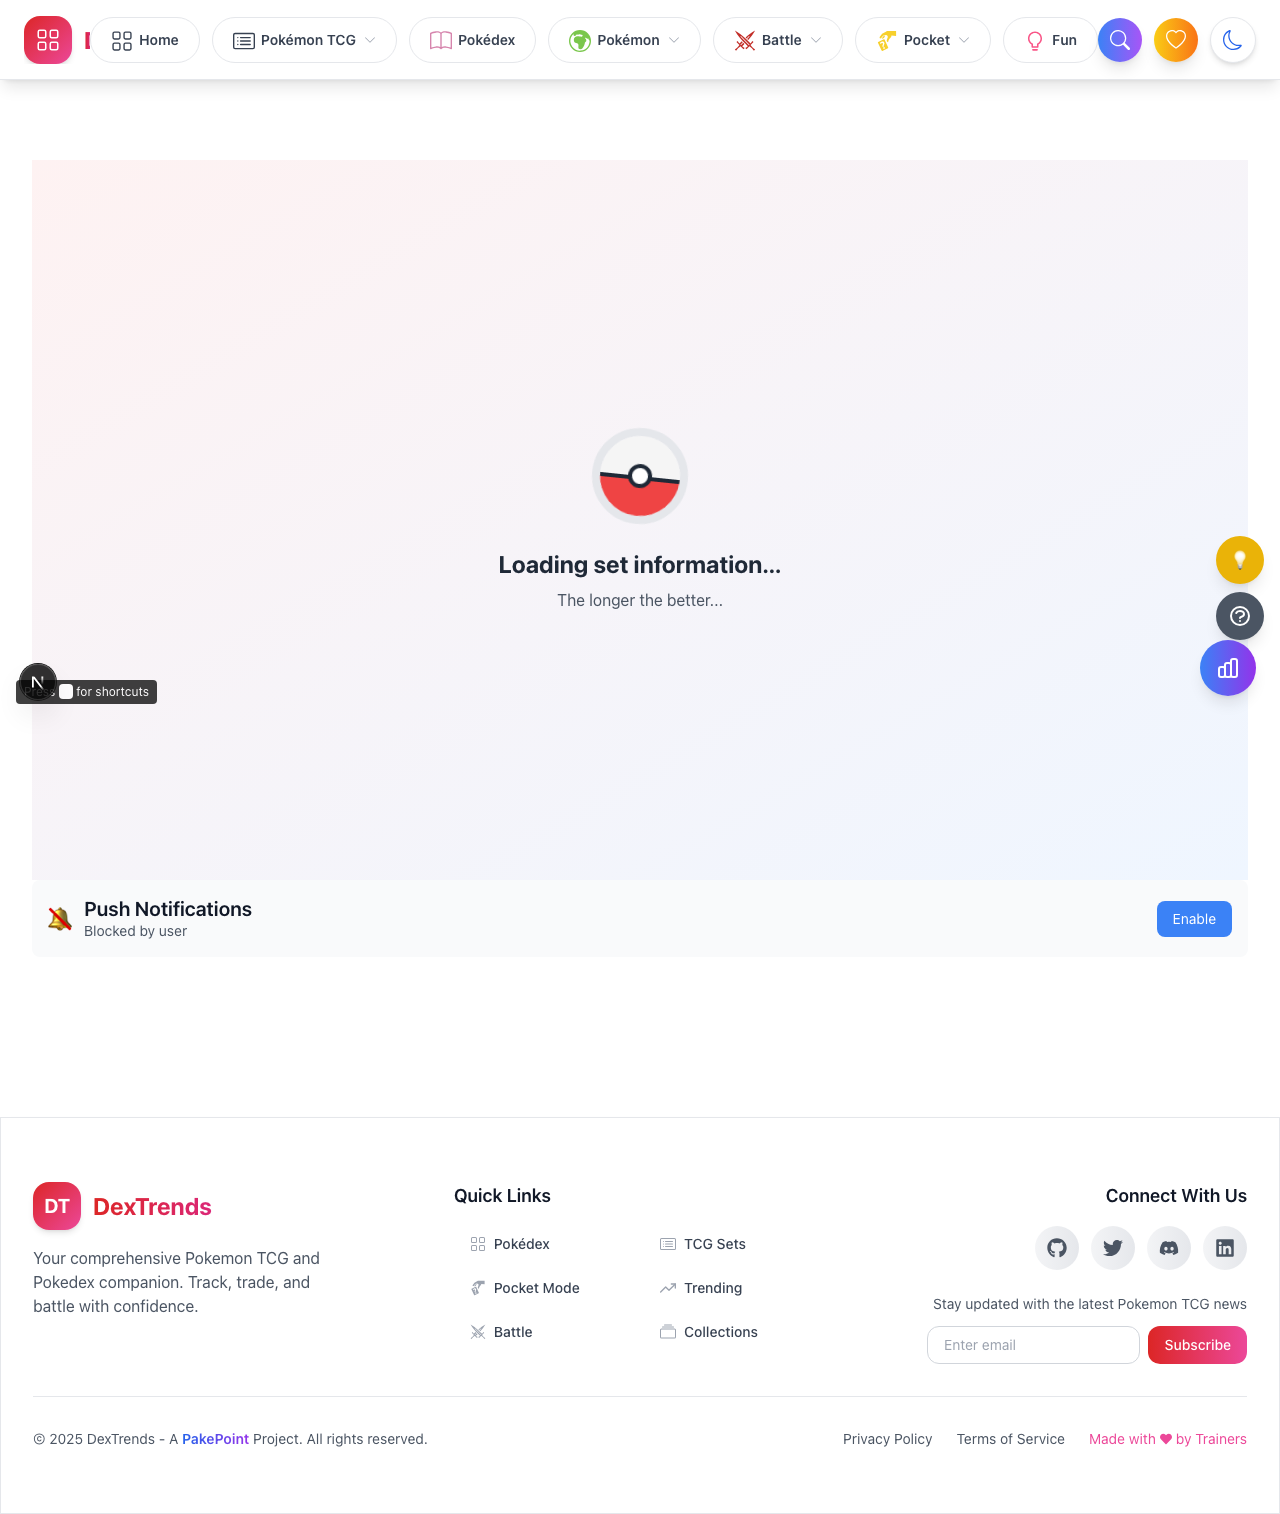 Home
Pokémon TCG
Pokédex
Pokémon
Battle
Pocket
Fun
Loading set information...
The longer the better...
N
for shortcuts
Push Notifications
Blocked by user
Enable
DT
DexTrends
Your comprehensive Pokemon TCG and
Pokedex companion. Track, trade, and
battle with confidence.
Quick Links
Pokédex
TCG Sets
Pocket Mode
Trending
Battle
Collections
Connect With Us
Stay updated with the latest Pokemon TCG news
Enter email
Subscribe
© 2025 DexTrends - A PakePoint Project. All rights reserved.
Privacy Policy
Terms of Service
Made with ♥ by Trainers